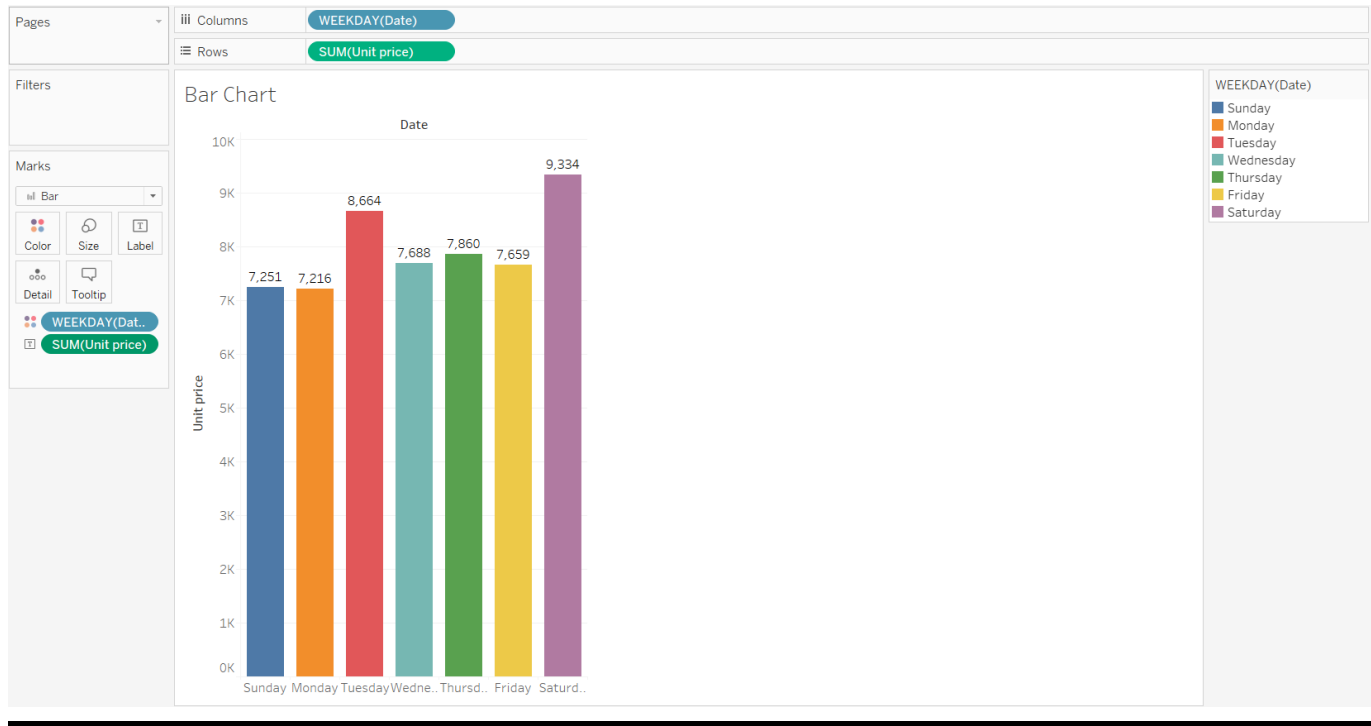 Pages
iii Columns
WEEKDAY(Date)
Rows
SUM(Unit price)
Filters
Marks
Bar
Color
Size
T
Label
Detail
Tooltip
WEEKDAY(Dat..
T
SUM(Unit price)
Bar Chart
Date
10K
9K
8K
7K
6K
5K
4K
3K
2K
1K
0K
Unit price
7,251
7,216
8,664
7,688
7,860
7,659
9,334
Sunday
Monday
Tuesday
Wedne..
Thursd..
Friday
Saturd..
WEEKDAY(Date)
Sunday
Monday
Tuesday
Wednesday
Thursday
Friday
Saturday